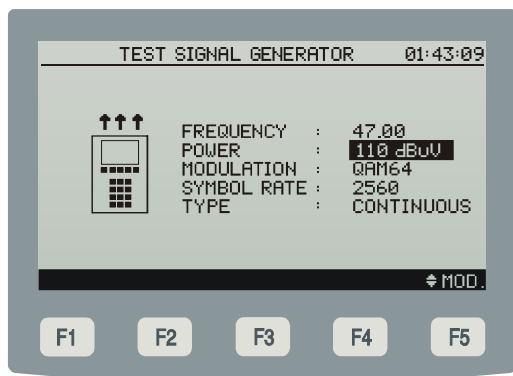 TEST SIGNAL GENERATOR 01:43:09
FREQUENCY : 47.00
POWER : 110 dBuV
MODULATION : QAM64
SYMBOL RATE : 2560
TYPE : CONTINUOUS
MOD.
F1 F2 F3 F4 F5